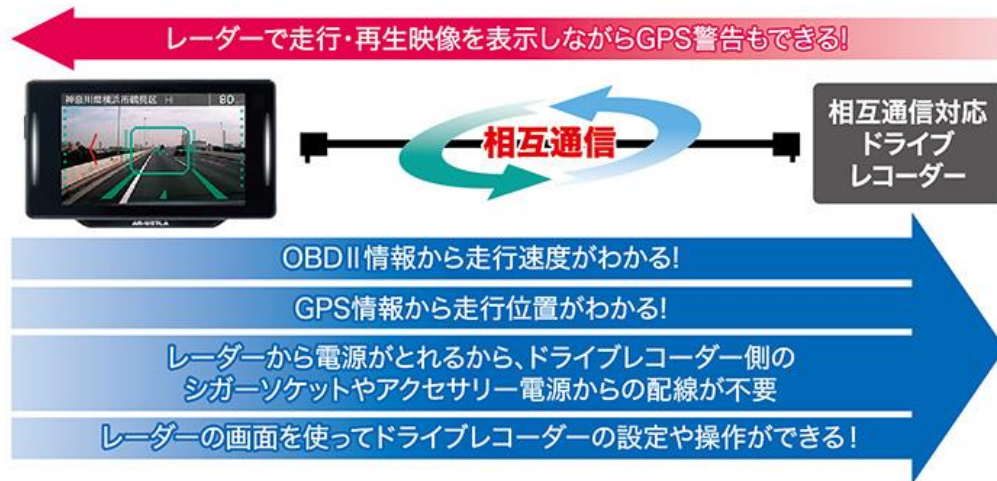 レーダーで走行・再生映像を表示しながらGPS警告もできる!
神奈川県横浜市鶴見区 H 80
相互通信
相互通信対応
ドライブ
レコーダー
OBDⅡ情報から走行速度がわかる!
GPS情報から走行位置がわかる!
レーダーから電源がとれるから、ドライブレコーダー側の
シガーソケットやアクセサリー電源からの配線が不要
レーダーの画面を使ってドライブレコーダーの設定や操作ができる!